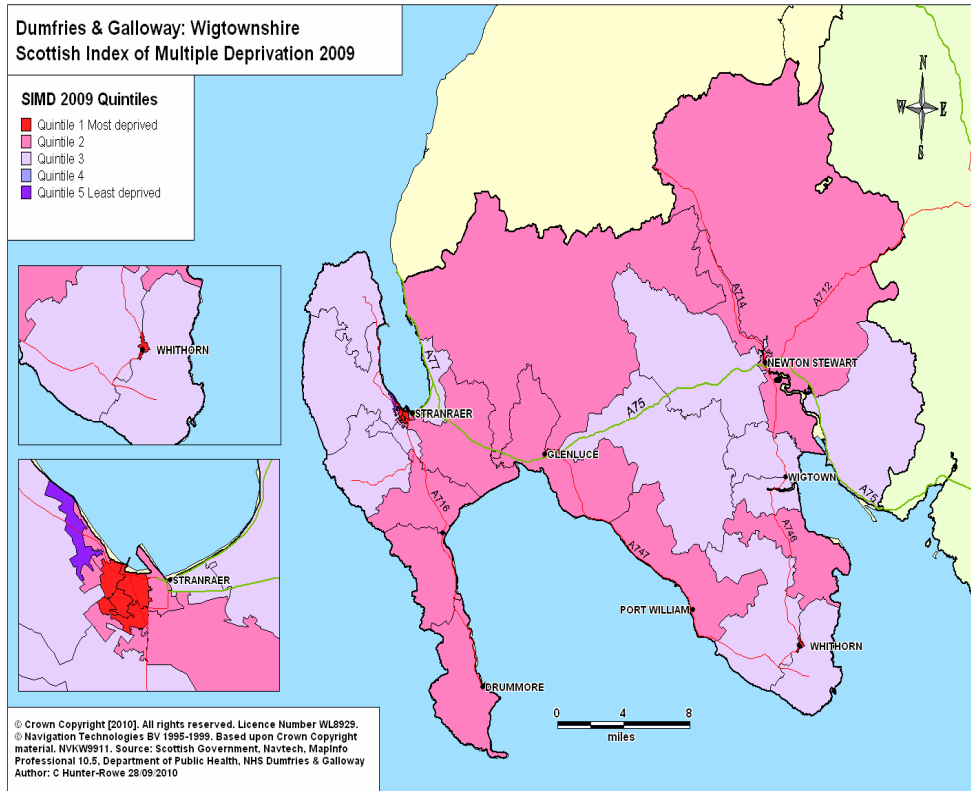 Dumfries & Galloway: Wigtownshire
Scottish Index of Multiple Deprivation 2009
SIMD 2009 Quintiles
Quintile 1 Most deprived
Quintile 2
Quintile 3
Quintile 4
Quintile 5 Least deprived
N
W E
S
A714
A712
A77
NEWTON STEWART
STRANRAER
A75
GLENLUCE
WIGTOWN
A75
A716
A747
A746
PORT WILLIAM
WHITHORN
DRUMMORE
0 4 8
miles
WHITHORN
STRANRAER
© Crown Copyright [2010]. All rights reserved. Licence Number WL8929.
© Navigation Technologies BV 1995-1999. Based upon Crown Copyright
material. NVKW9911. Source: Scottish Government, Navtech, MapInfo
Professional 10.5, Department of Public Health, NHS Dumfries & Galloway
Author: C Hunter-Rowe 28/09/2010